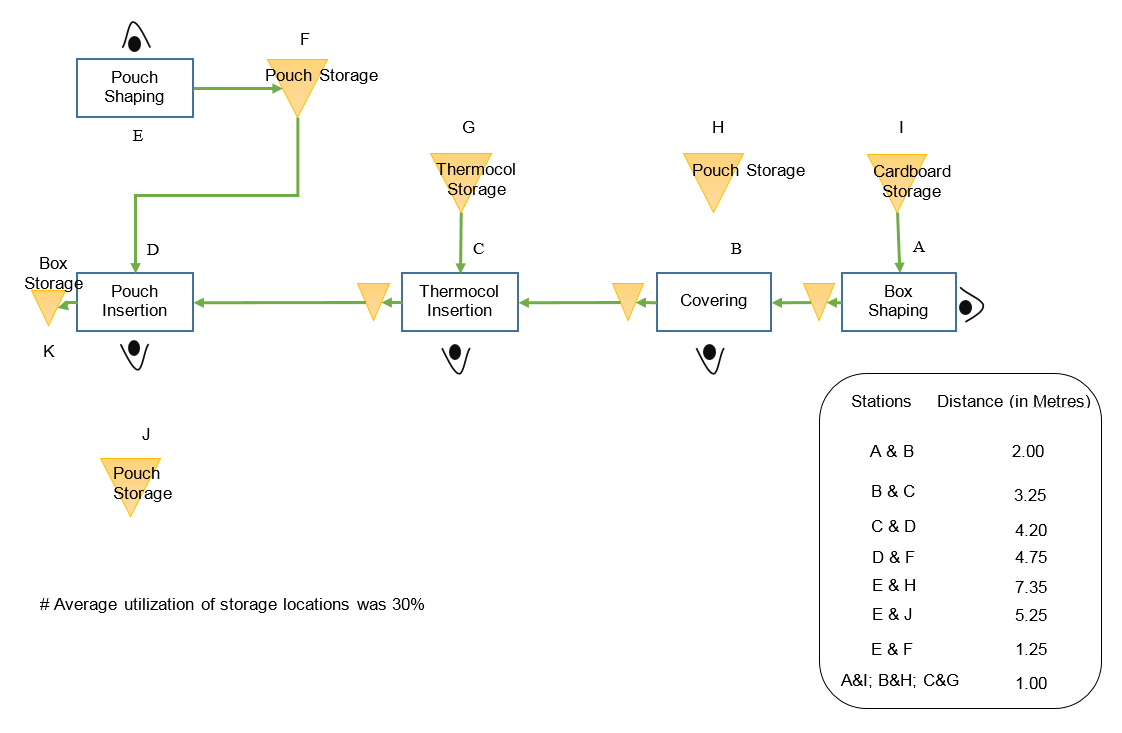 F
Pouch Storage
Pouch
Shaping
E
G
Thermocol
Storage
H
Pouch Storage
I
Cardboard
Storage
D
C
B
A
Box
Storage
Pouch
Insertion
Thermocol
Insertion
Covering
Box
Shaping
K
J
Pouch
Storage
Stations Distance (in Metres)
A & B 2.00
B & C 3.25
C & D 4.20
D & F 4.75
E & H 7.35
E & J 5.25
E & F 1.25
A&I; B&H; C&G 1.00
# Average utilization of storage locations was 30%